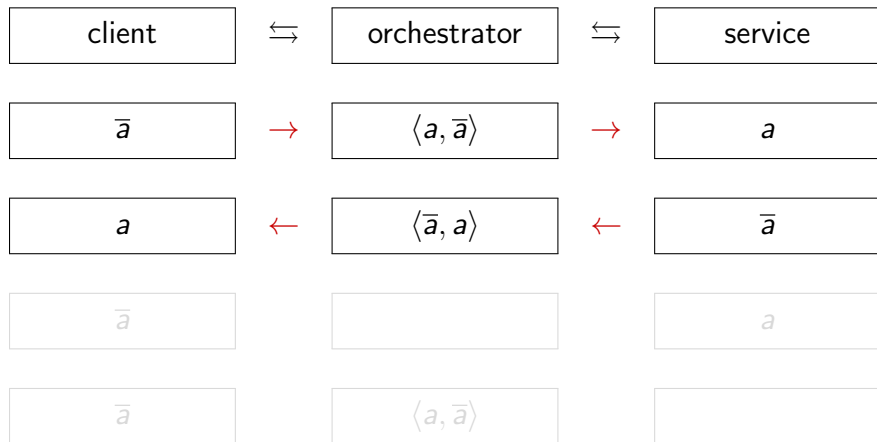 client ⇆ orchestrator ⇆ service
a̅ → ⟨a, a̅⟩ → a
a ← ⟨a̅, a⟩ ← a̅
a̅ a
a̅ ⟨a, a̅⟩